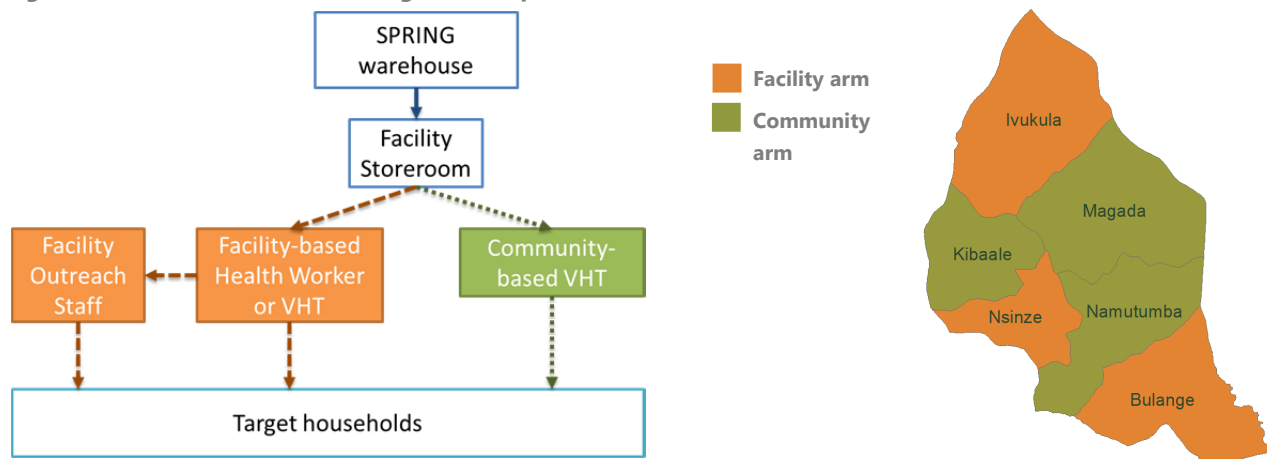 SPRING
warehouse
Facility
Storeroom
Facility
Outreach
Staff
Facility-based
Health Worker
or VHT
Community-
based VHT
Target households
Facility arm
Community
arm
Ivukula
Magada
Kibaale
Nsinze
Namutumba
Bulange